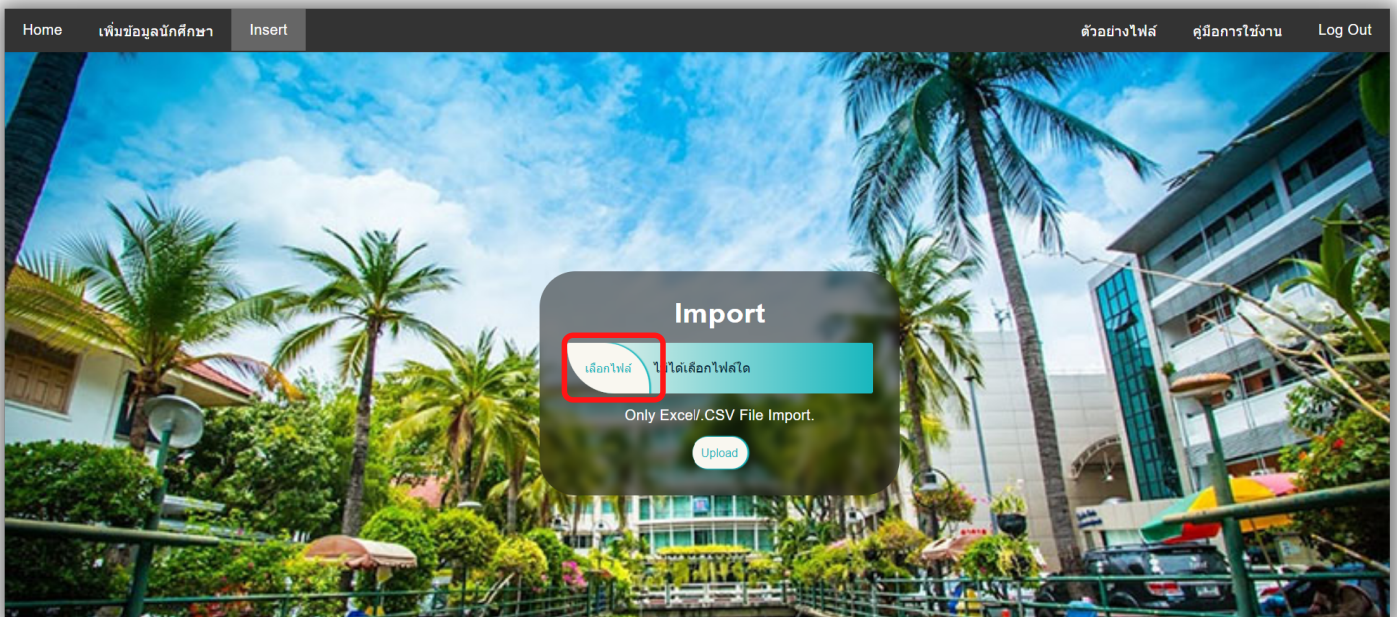 Home เพิ่มข้อมูลนักศึกษา Insert ตัวอย่างไฟล์ คู่มือการใช้งาน Log Out
Import
เลือกไฟล์ ไม่ได้เลือกไฟล์ใด
Only Excel/.CSV File Import.
Upload